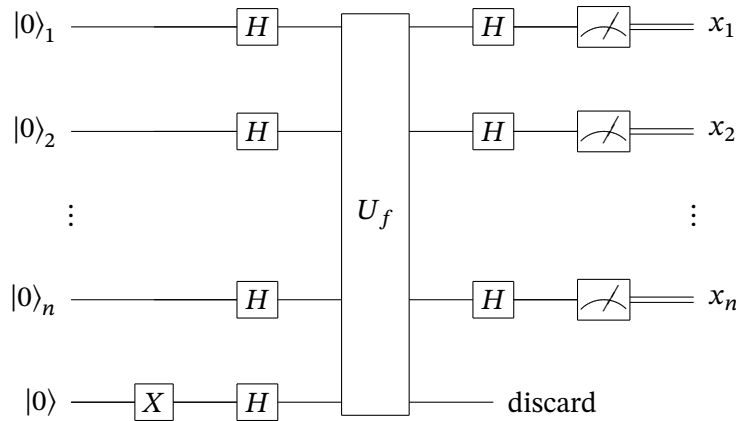 |0⟩₁ H H x₁
|0⟩₂ H H x₂
⋮ U_f ⋮
|0⟩ₙ H H xₙ
|0⟩ X H discard